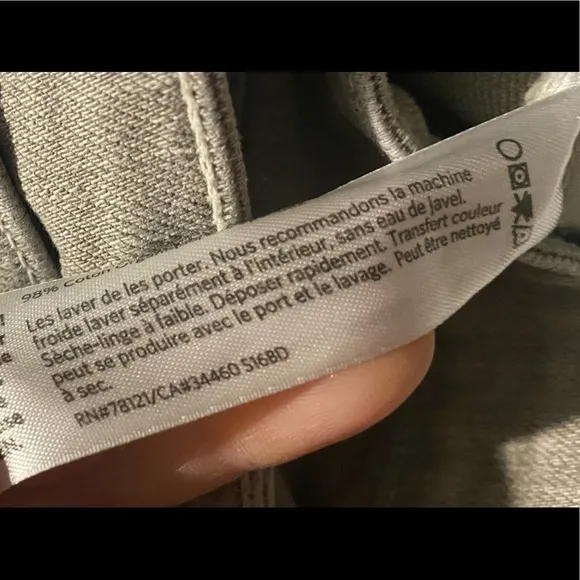 98% Coton
Les laver de les porter. Nous recommandons la machine
froide laver séparément à l'intérieur, sans eau de javel.
Sèche-linge à faible. Déposer rapidement. Transfert couleur
peut se produire avec le port et le lavage. Peut être nettoyé
à sec.
RN#78121/CA#34460 S168D